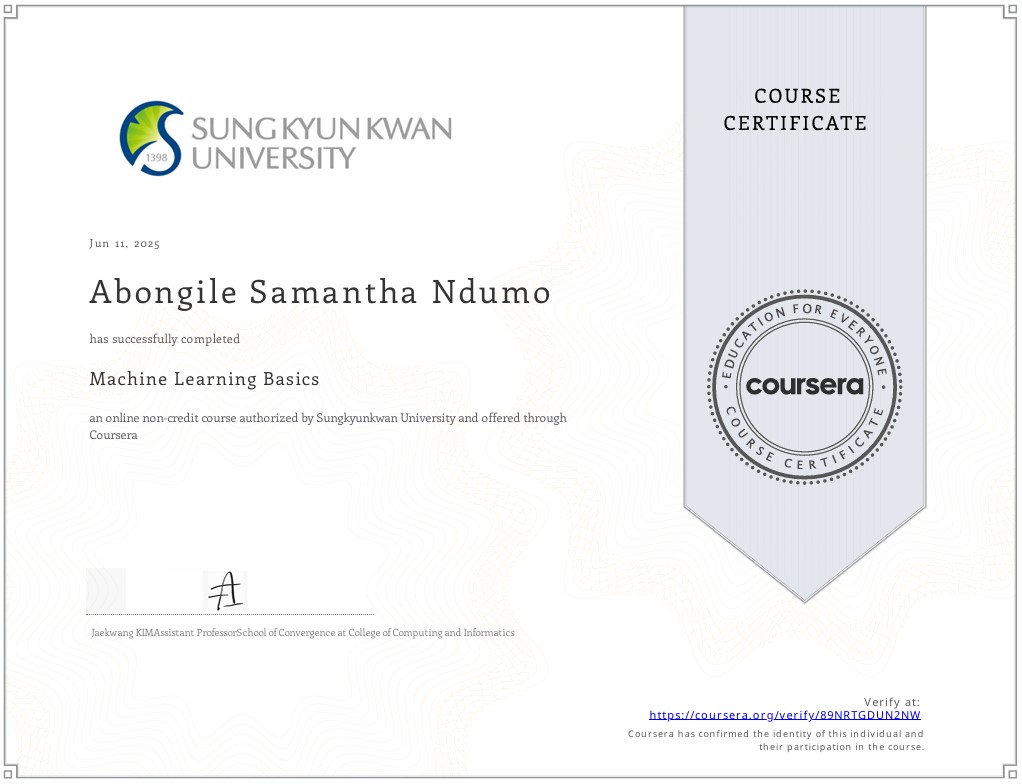 COURSE
CERTIFICATE
SUNGKYUNKWAN
UNIVERSITY
1398
Jun 11, 2025
Abongile Samantha Ndumo
has successfully completed
Machine Learning Basics
an online non-credit course authorized by Sungkyunkwan University and offered through
Coursera
EDUCATION FOR EVERYONE
coursera
COURSE CERTIFICATE
Jaekwang KIMAssistant ProfessorSchool of Convergence at College of Computing and Informatics
Verify at:
https://coursera.org/verify/89NRTGDUN2NW
Coursera has confirmed the identity of this individual and
their participation in the course.